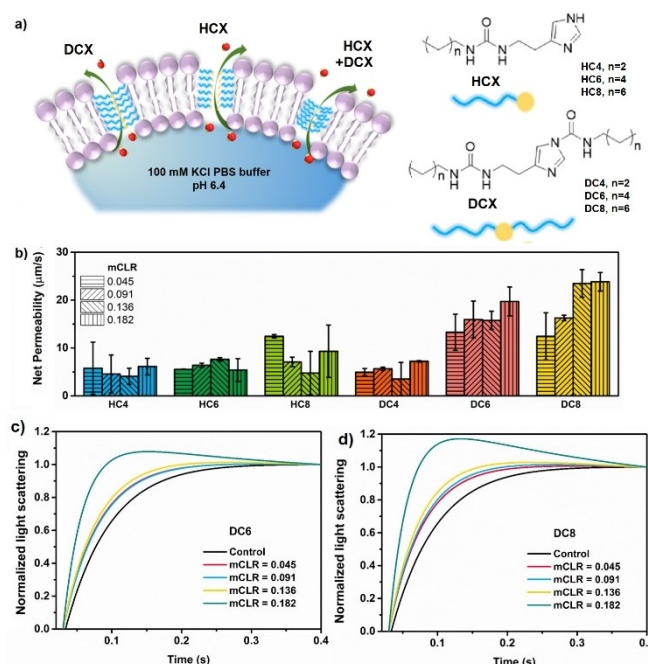 a)
DCX
HCX
HCX
+DCX
100 mM KCl PBS buffer
pH 6.4
O
NH
N
H
N
H
N
n
HCX
HC4, n=2
HC6, n=4
HC8, n=6
O
O
N
H
N
H
N
N
N
H
n
n
DCX
DC4, n=2
DC6, n=4
DC8, n=6
b)
Net Permeability (μm/s)
30
20
10
0
mCLR
0.045
0.091
0.136
0.182
HC4
HC6
HC8
DC4
DC6
DC8
c)
Normalized light scattering
1.2
1.0
0.8
0.6
0.4
0.2
0.0
DC6
Control
mCLR = 0.045
mCLR = 0.091
mCLR = 0.136
mCLR = 0.182
0.1
0.2
0.3
0.4
Time (s)
d)
Normalized light scattering
1.2
1.0
0.8
0.6
0.4
0.2
0.0
DC8
Control
mCLR = 0.045
mCLR = 0.091
mCLR = 0.136
mCLR = 0.182
0.1
0.2
0.3
0.4
Time (s)